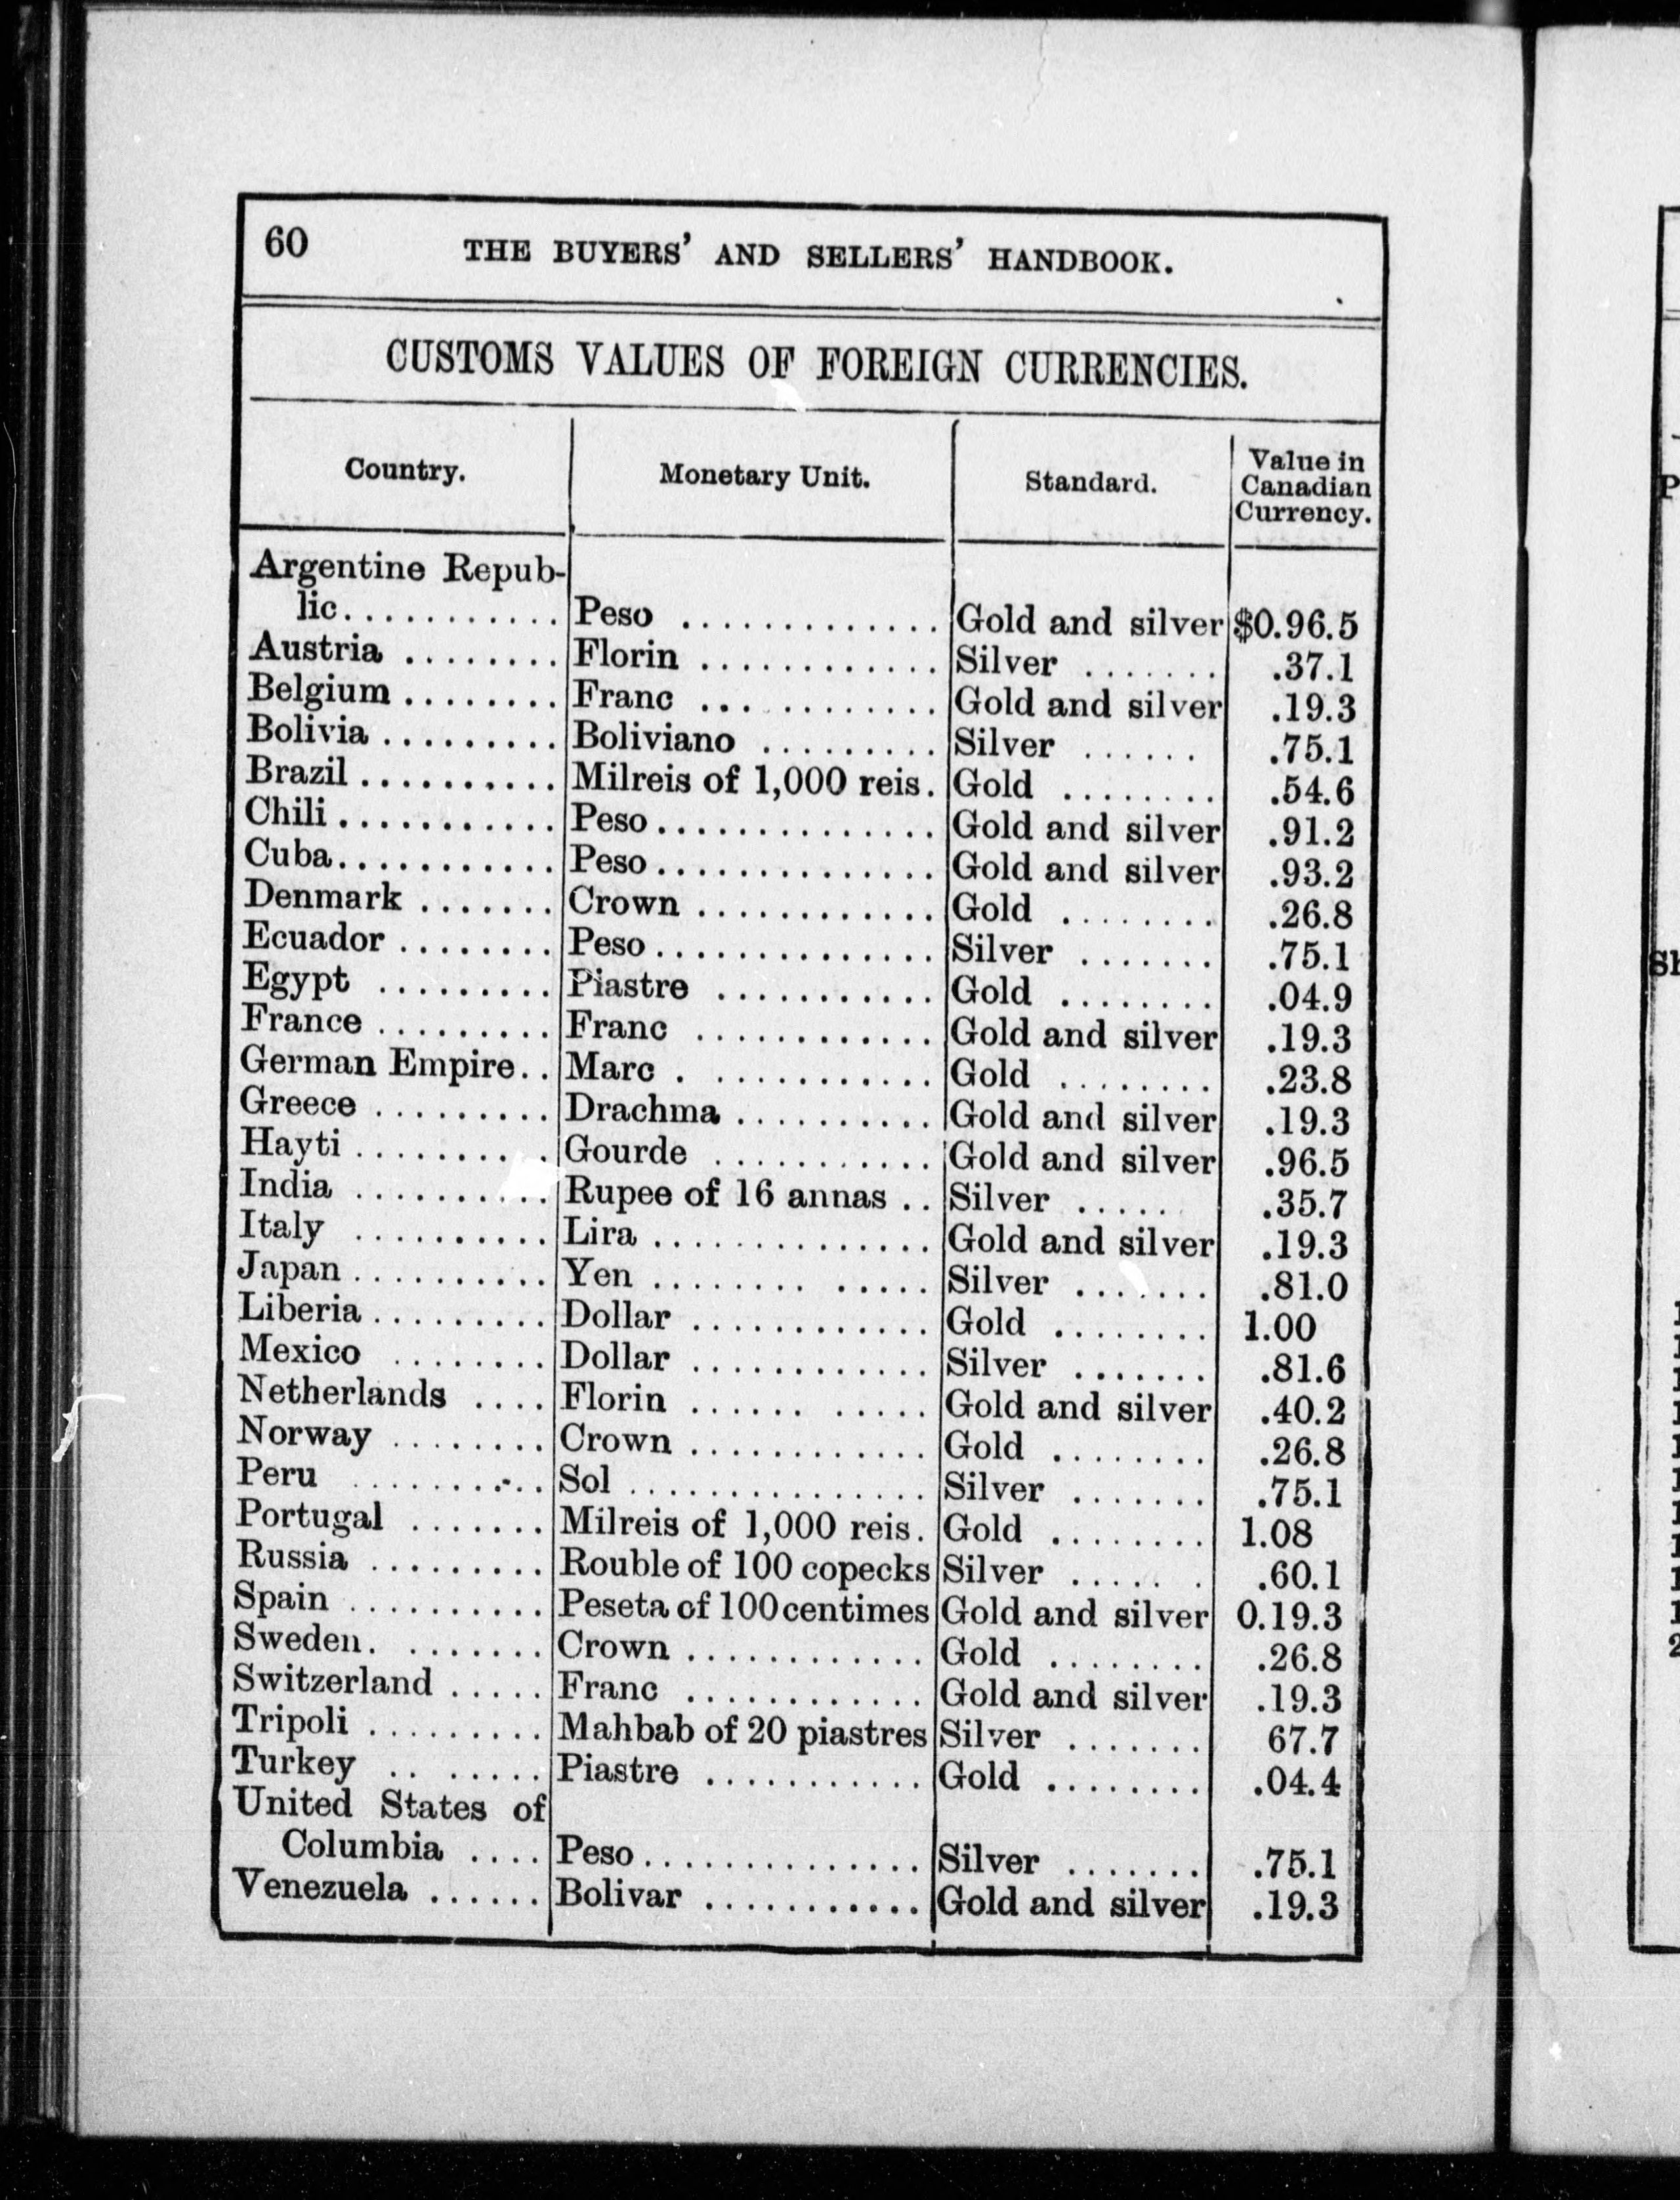 60 THE BUYERS' AND SELLERS' HANDBOOK.
CUSTOMS VALUES OF FOREIGN CURRENCIES.
Country. Monetary Unit. Standard. Value in Canadian Currency.
Argentine Repub-
lic........... Peso ............. Gold and silver $0.96.5
Austria ........ Florin ............ Silver ....... .37.1
Belgium ........ Franc ............ Gold and silver .19.3
Bolivia ......... Boliviano ......... Silver ...... .75.1
Brazil .......... Milreis of 1,000 reis. Gold ........ .54.6
Chili ........... Peso.............. Gold and silver .91.2
Cuba........... Peso.............. Gold and silver .93.2
Denmark ....... Crown ............ Gold ........ .26.8
Ecuador ........ Peso.............. Silver ....... .75.1
Egypt ......... Piastre ........... Gold ........ .04.9
France ......... Franc ............ Gold and silver .19.3
German Empire.. Marc . ........... Gold ........ .23.8
Greece ......... Drachma .......... Gold and silver .19.3
Hayti .......... Gourde ........... Gold and silver .96.5
India .......... Rupee of 16 annas .. Silver ..... .35.7
Italy .......... Lira .............. Gold and silver .19.3
Japan .......... Yen ........ ..... Silver ....... .81.0
Liberia ......... Dollar ............ Gold ........ 1.00
Mexico ........ Dollar ............ Silver ....... .81.6
Netherlands .... Florin ...... ..... Gold and silver .40.2
Norway ........ Crown ............ Gold ........ .26.8
Peru .......... Sol ............... Silver ....... .75.1
Portugal ....... Milreis of 1,000 reis. Gold ........ 1.08
Russia ......... Rouble of 100 copecks Silver ...... . .60.1
Spain .......... Peseta of 100 centimes Gold and silver 0.19.3
Sweden. ....... Crown ............ Gold ........ .26.8
Switzerland ..... Franc ............ Gold and silver .19.3
Tripoli ......... Mahbab of 20 piastres Silver ....... 67.7
Turkey .. ...... Piastre ........... Gold ........ .04.4
United States of
Columbia .... Peso.............. Silver ....... .75.1
Venezuela ...... Bolivar ........... Gold and silver .19.3